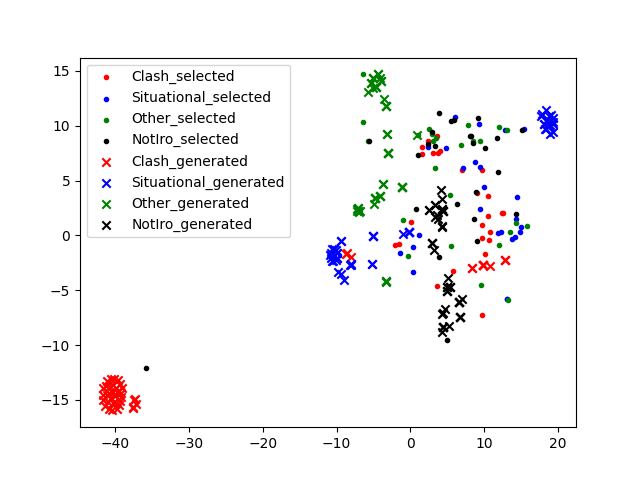 15
10
5
0
−5
−10
−15
Clash_selected
Situational_selected
Other_selected
NotIro_selected
Clash_generated
Situational_generated
Other_generated
NotIro_generated
−40 −30 −20 −10 0 10 20